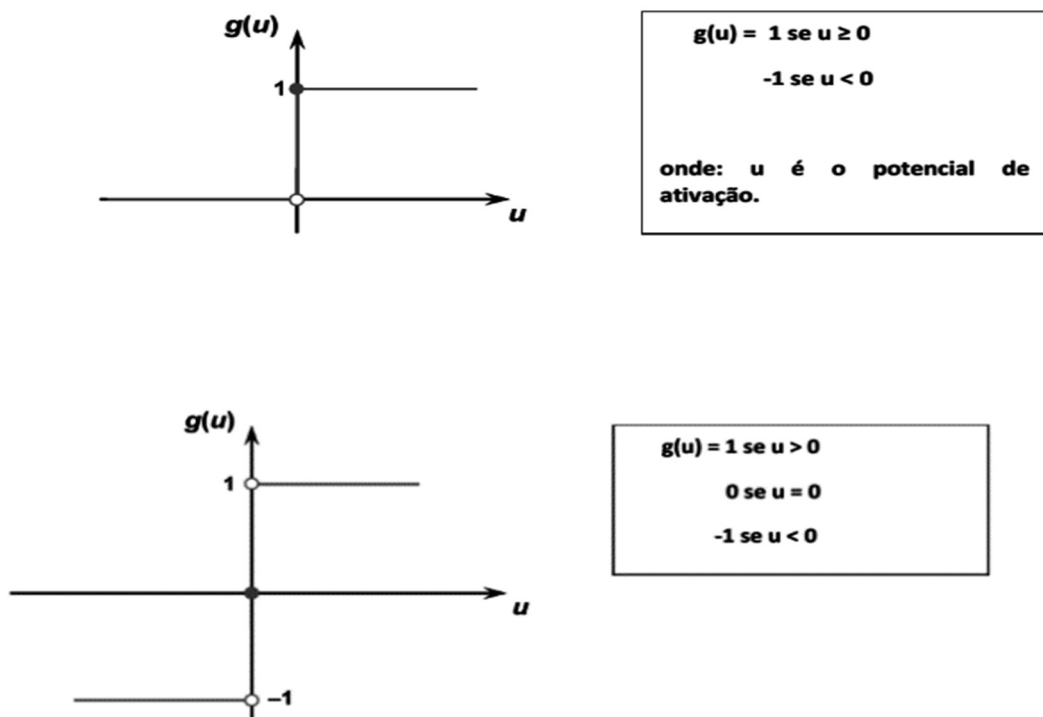 g(u)
1
u
g(u) = 1 se u ≥ 0
-1 se u < 0
onde: u é o potencial de
ativação.
g(u)
1
u
–1
g(u) = 1 se u > 0
0 se u = 0
-1 se u < 0